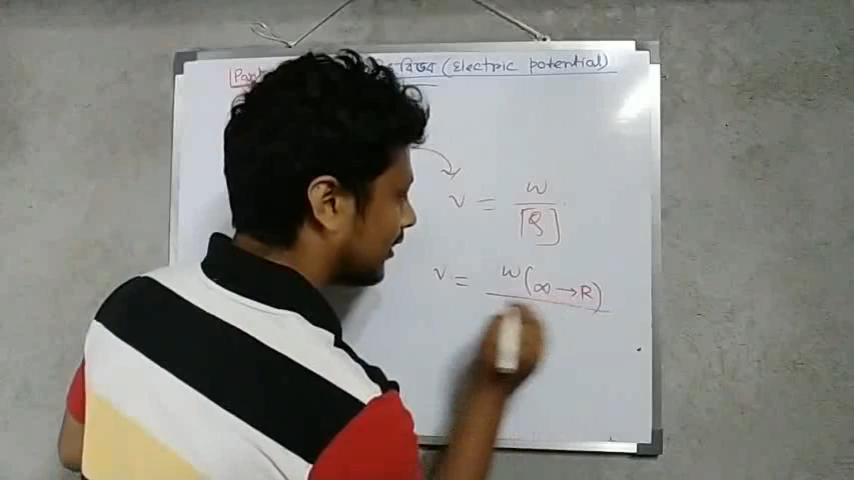 বিভব (Electric potential)
V = W / [Q]
V = W(∞→R)